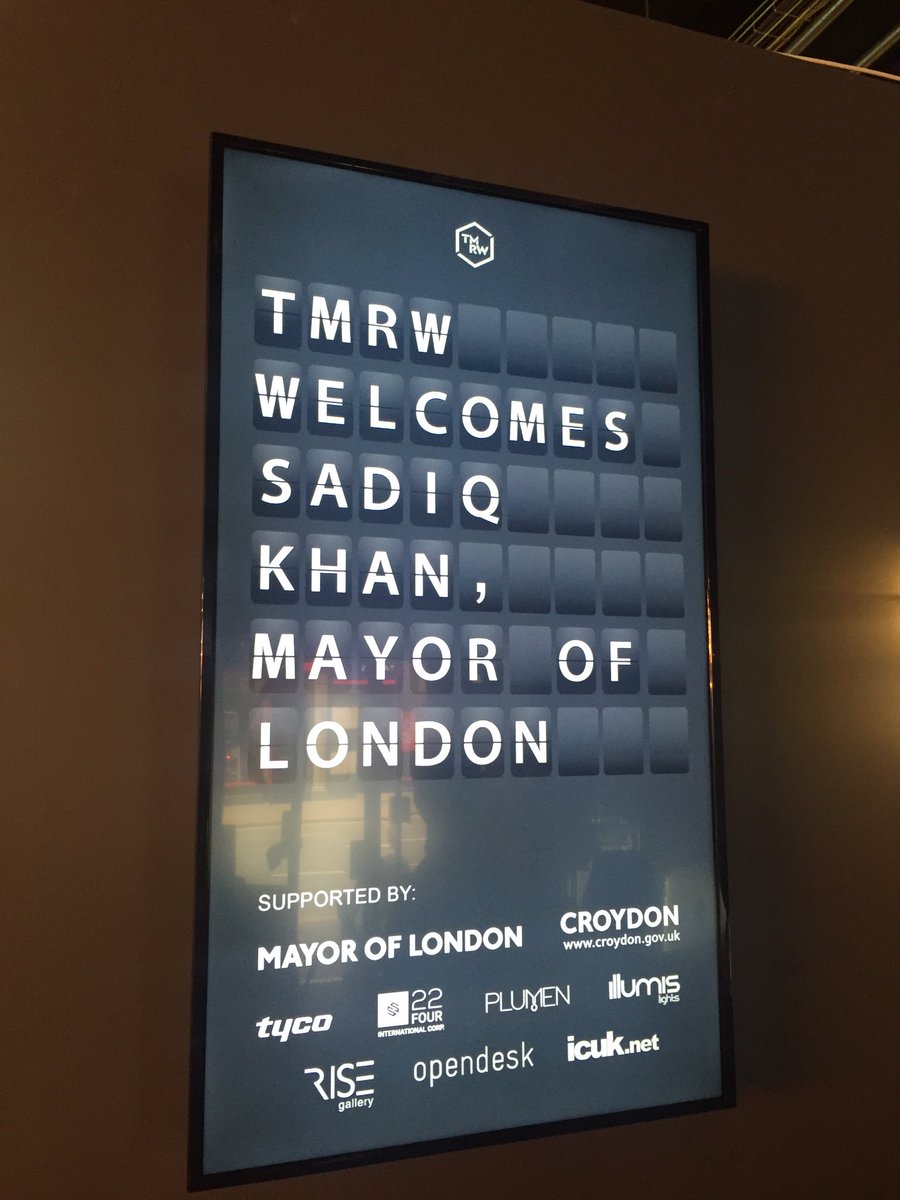 TMRW
TMRW
WELCOMES
SADIQ
KHAN,
MAYOR OF
LONDON
SUPPORTED BY:
MAYOR OF LONDON
CROYDON
www.croydon.gov.uk
tyco
22
FOUR
INTERNATIONAL CORP.
PLUMEN
illumis
lights
RISE
gallery
opendesk
icuk.net